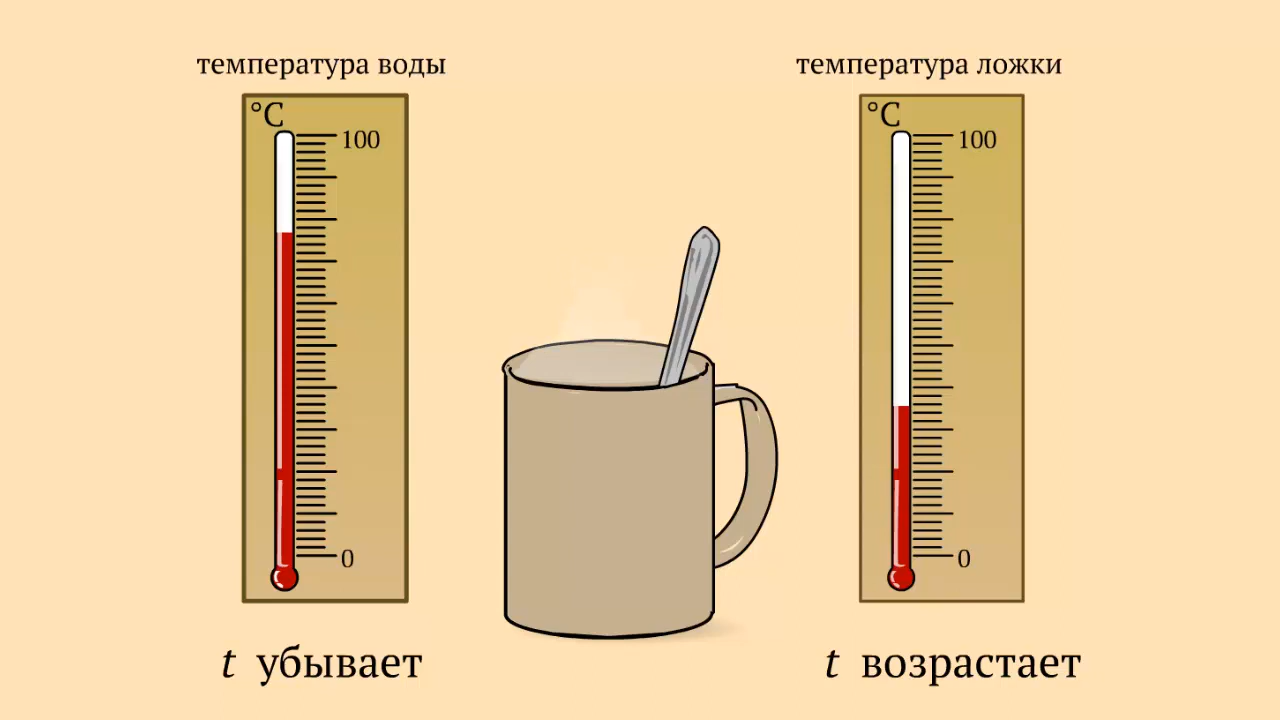 температура воды
температура ложки
°C
100
0
°C
100
0
t убывает
t возрастает